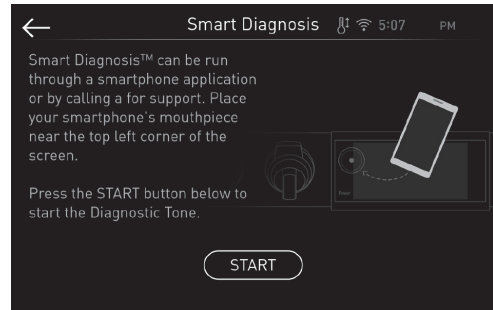 Smart Diagnosis 5:07 PM
Smart Diagnosis™ can be run
through a smartphone application
or by calling a for support. Place
your smartphone's mouthpiece
near the top left corner of the
screen.
Power
Press the START button below to
start the Diagnostic Tone.
START